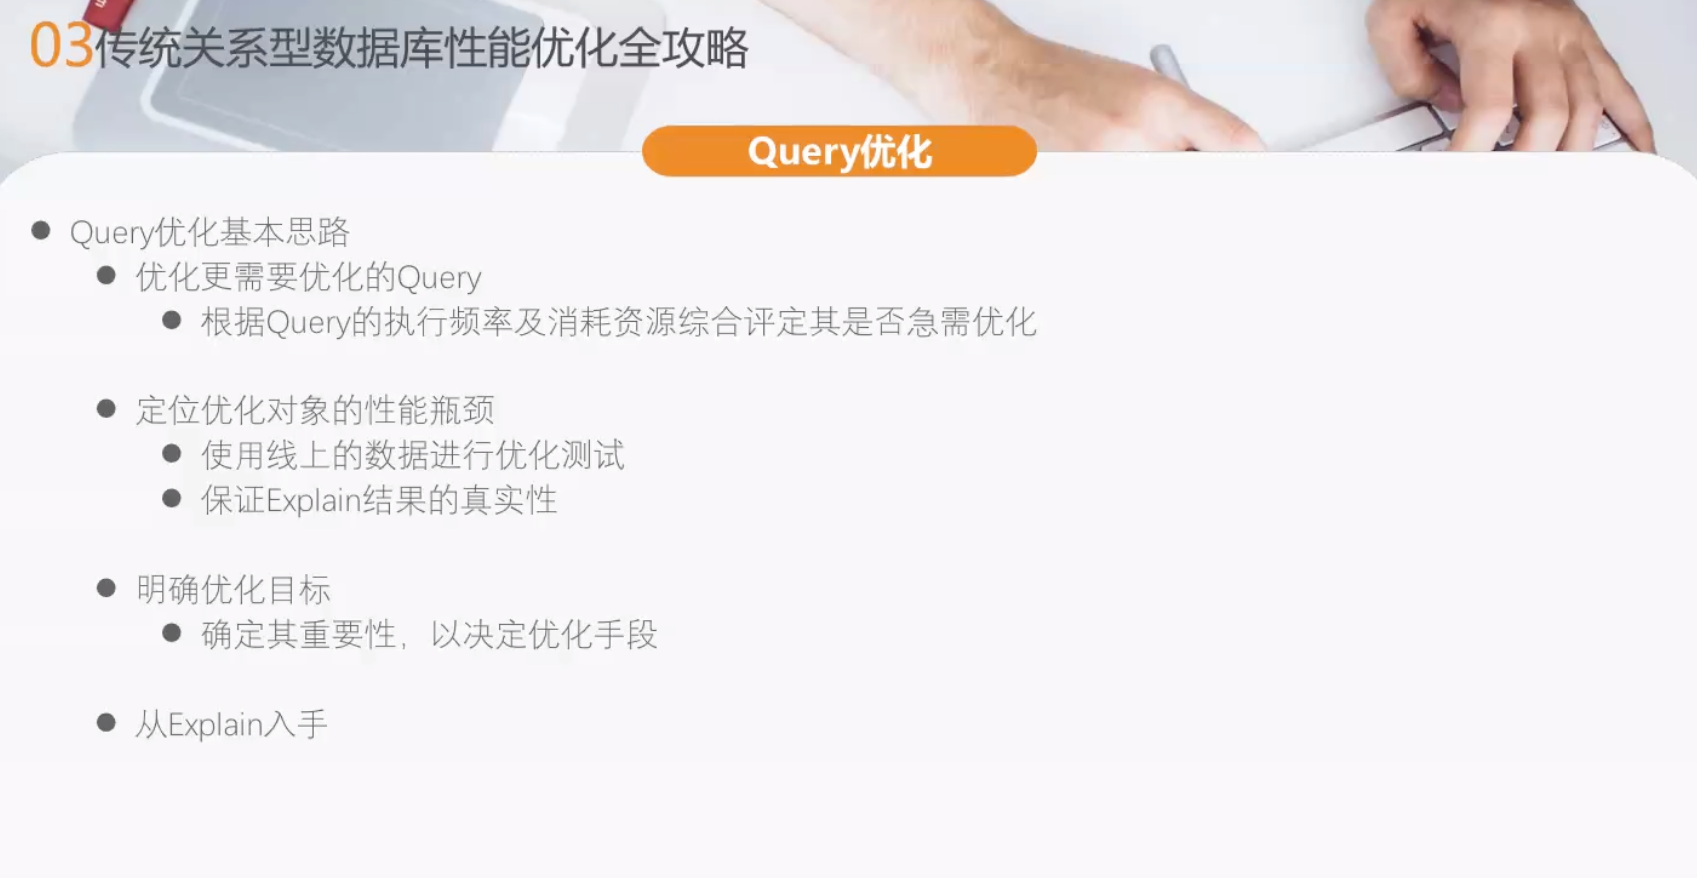 03传统关系型数据库性能优化全攻略
Query优化
Query优化基本思路
优化更需要优化的Query
根据Query的执行频率及消耗资源综合评定其是否急需优化
定位优化对象的性能瓶颈
使用线上的数据进行优化测试
保证Explain结果的真实性
明确优化目标
确定其重要性，以决定优化手段
从Explain入手